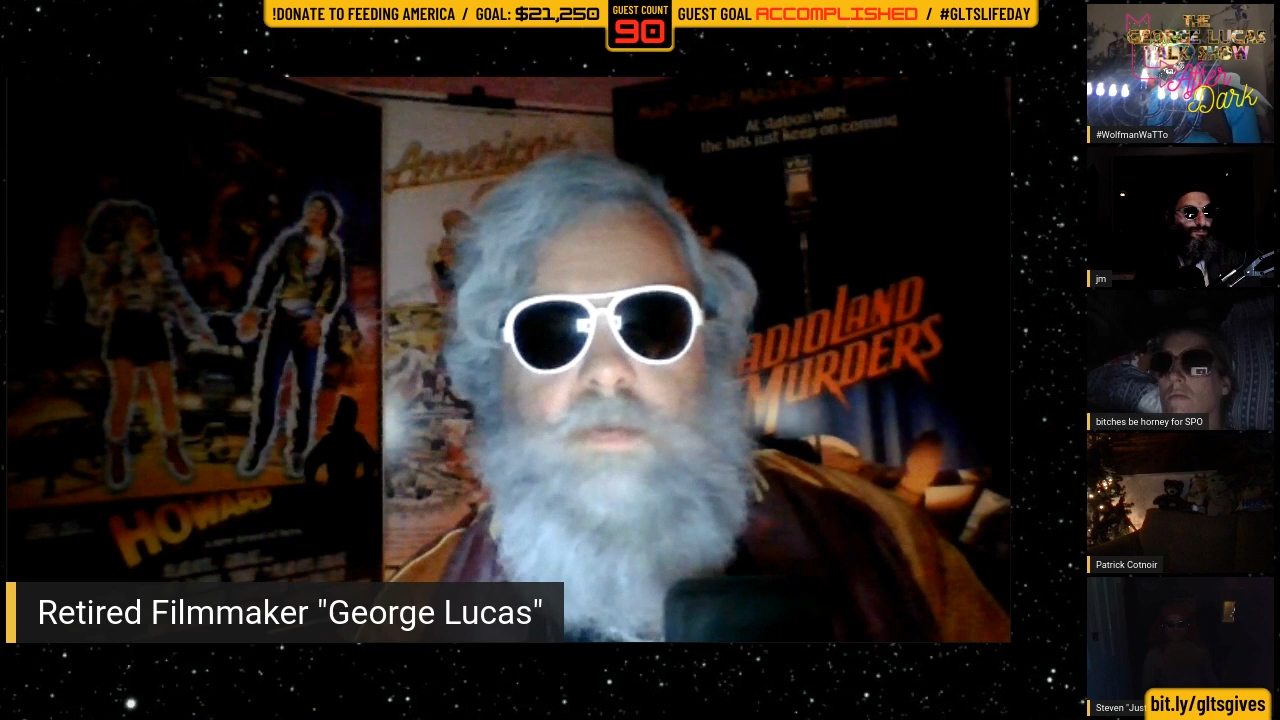 !DONATE TO FEEDING AMERICA / GOAL: $21,250
GUEST COUNT
90
GUEST GOAL ACCOMPLISHED / #GLTSLIFEDAY
THE
GEORGE LUCAS
TALK SHOW
After
Dark
#WolfmanWaTTo
At station WBN
the hits just keep on coming
American
RADIOLAND
MURDERS
HOWARD
jm
bitches be horney for SPO
Patrick Cotnoir
Retired Filmmaker "George Lucas"
Steven "Just
bit.ly/gltsgives